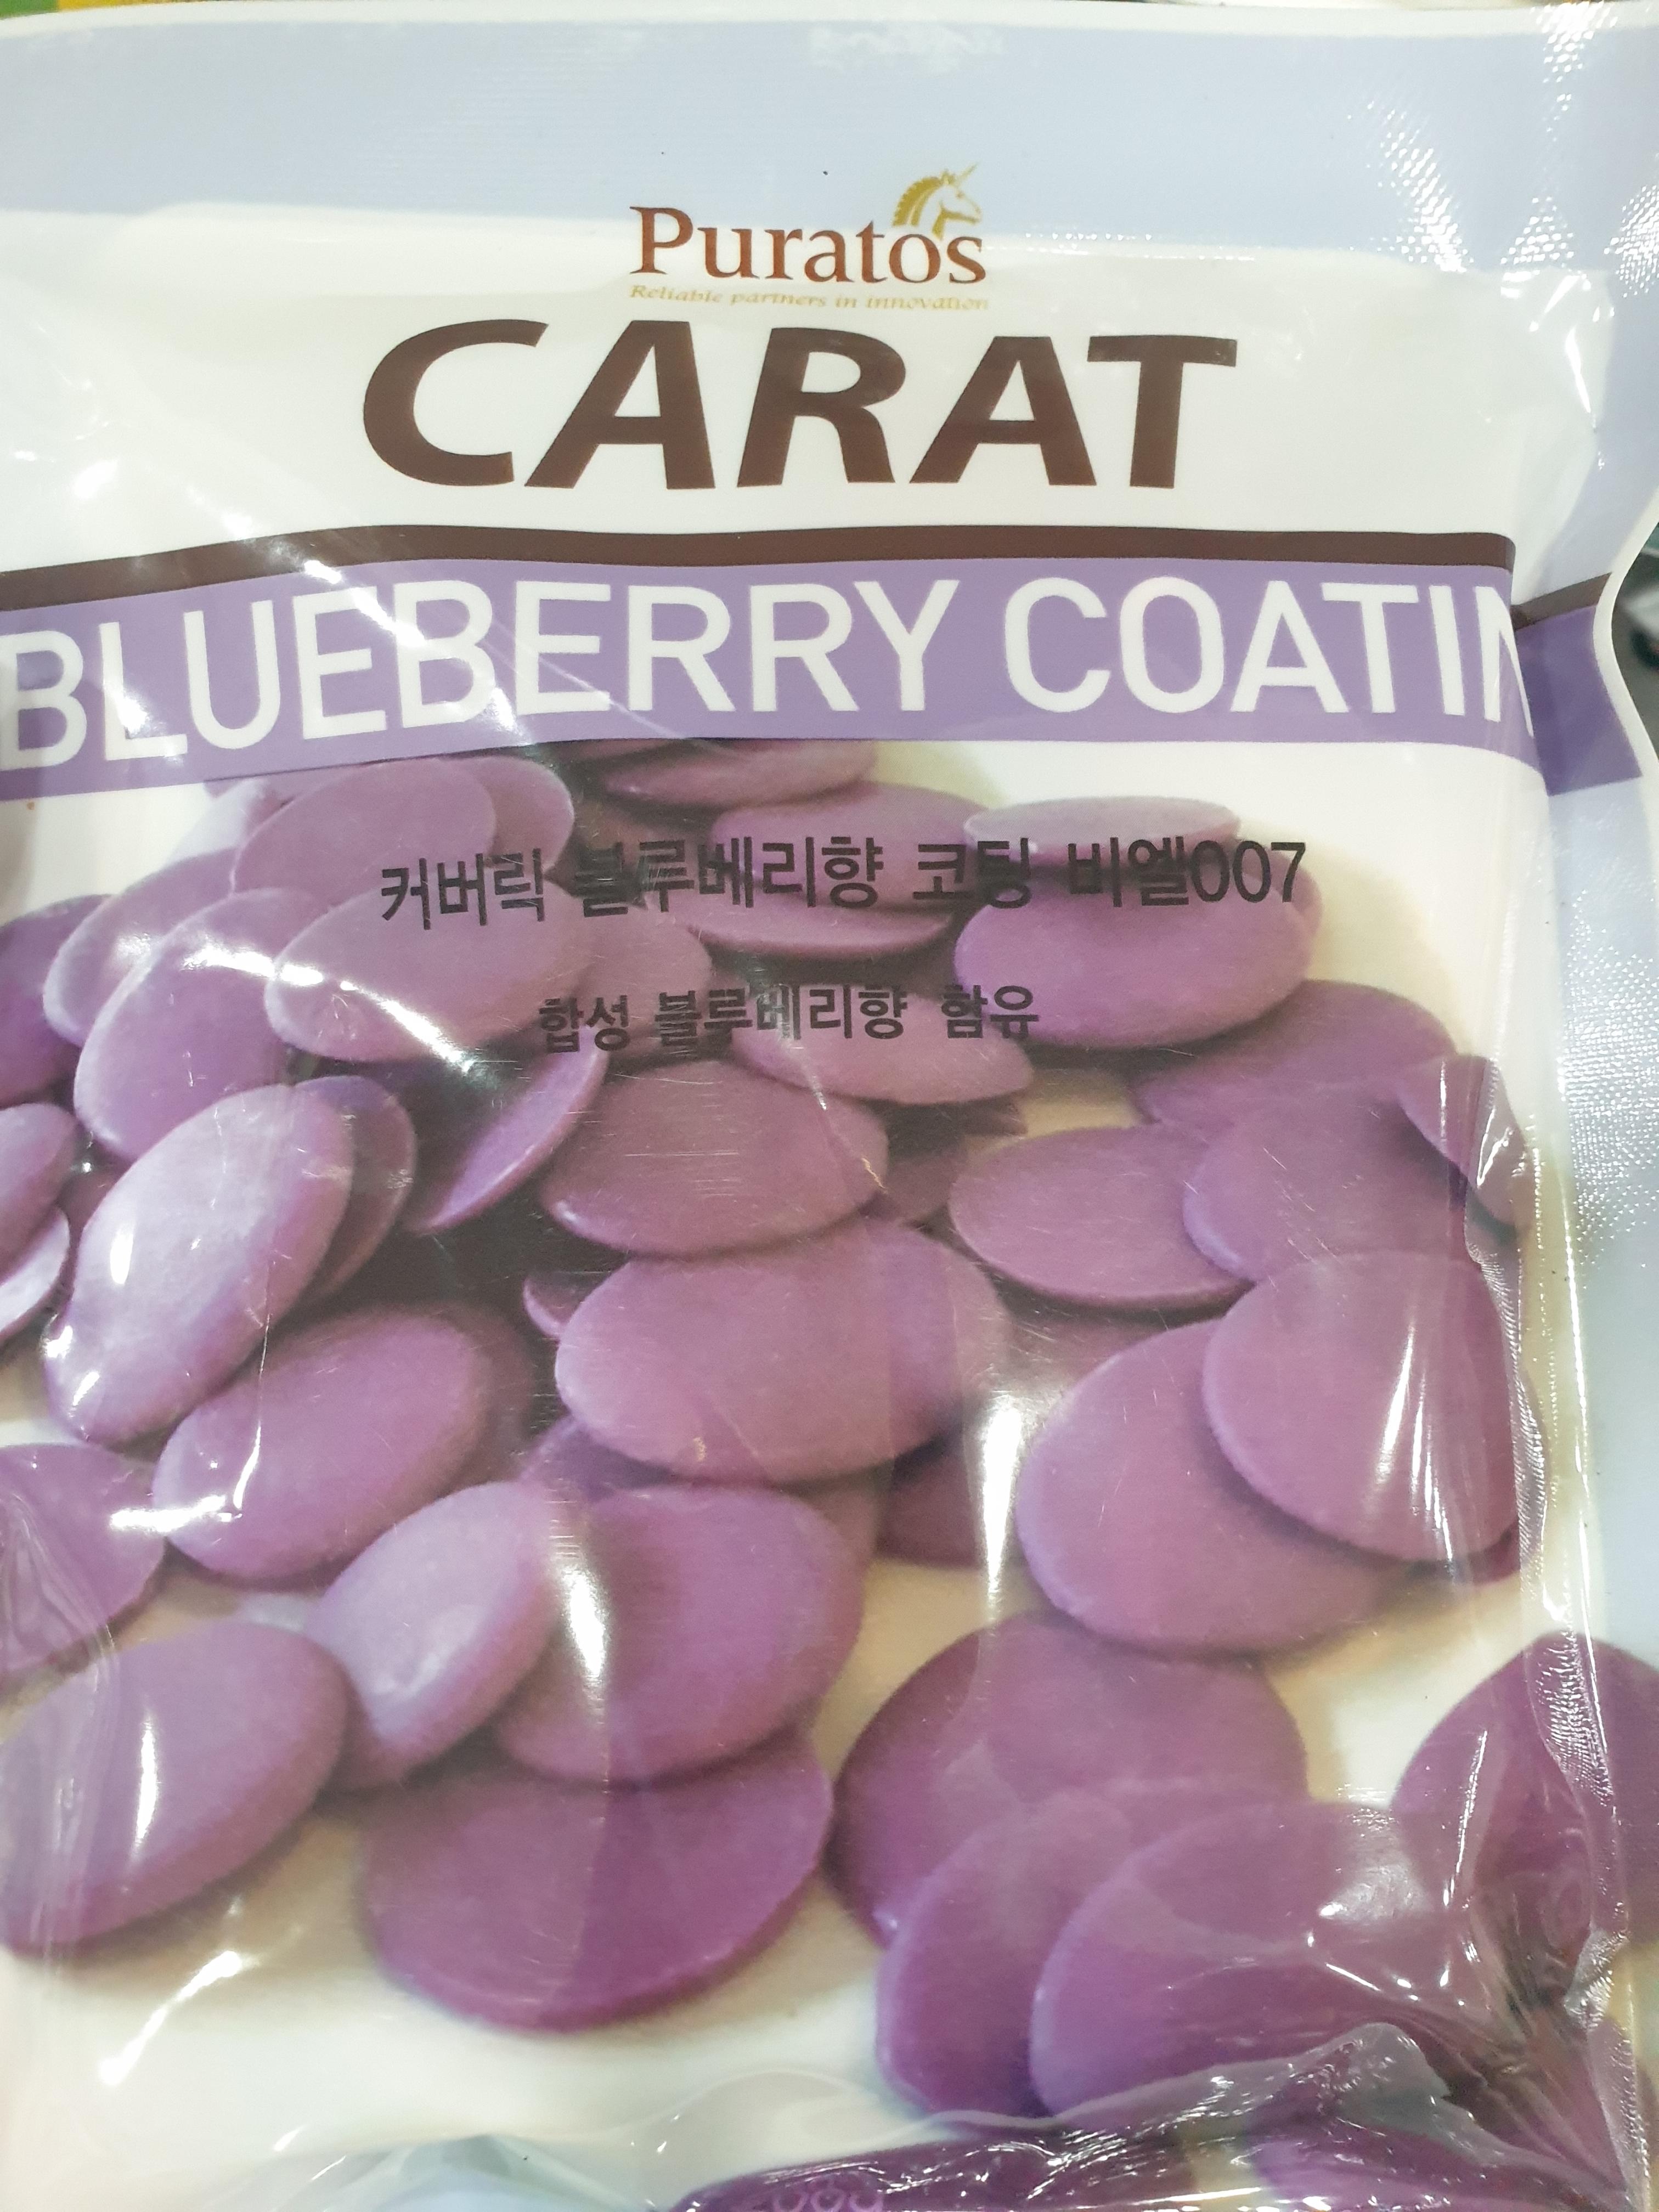 Puratos
Reliable partners in innovation
CARAT
BLUEBERRY COATIN
커버릭 블루베리향 코팅 비엘007
합성 블루베리향 함유